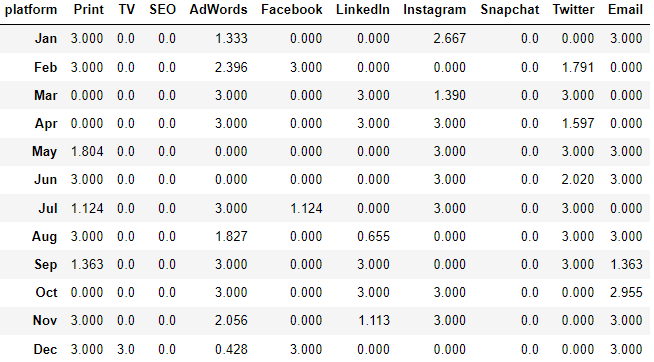 platform Print TV SEO AdWords Facebook LinkedIn Instagram Snapchat Twitter Email
Jan 3.000 0.0 0.0 1.333 0.000 0.000 2.667 0.0 0.000 3.000
Feb 3.000 0.0 0.0 2.396 3.000 0.000 0.000 0.0 1.791 0.000
Mar 0.000 0.0 0.0 3.000 0.000 3.000 1.390 0.0 3.000 0.000
Apr 0.000 0.0 0.0 3.000 0.000 3.000 3.000 0.0 1.597 0.000
May 1.804 0.0 0.0 0.000 0.000 0.000 3.000 0.0 3.000 3.000
Jun 3.000 0.0 0.0 0.000 0.000 0.000 3.000 0.0 2.020 3.000
Jul 1.124 0.0 0.0 3.000 1.124 0.000 3.000 0.0 3.000 0.000
Aug 3.000 0.0 0.0 1.827 0.000 0.655 0.000 0.0 3.000 3.000
Sep 1.363 0.0 0.0 3.000 0.000 3.000 0.000 0.0 3.000 1.363
Oct 0.000 0.0 0.0 3.000 0.000 3.000 3.000 0.0 0.000 2.955
Nov 3.000 0.0 0.0 2.056 0.000 1.113 3.000 0.0 0.000 3.000
Dec 3.000 3.0 0.0 0.428 3.000 0.000 0.000 0.0 0.000 3.000